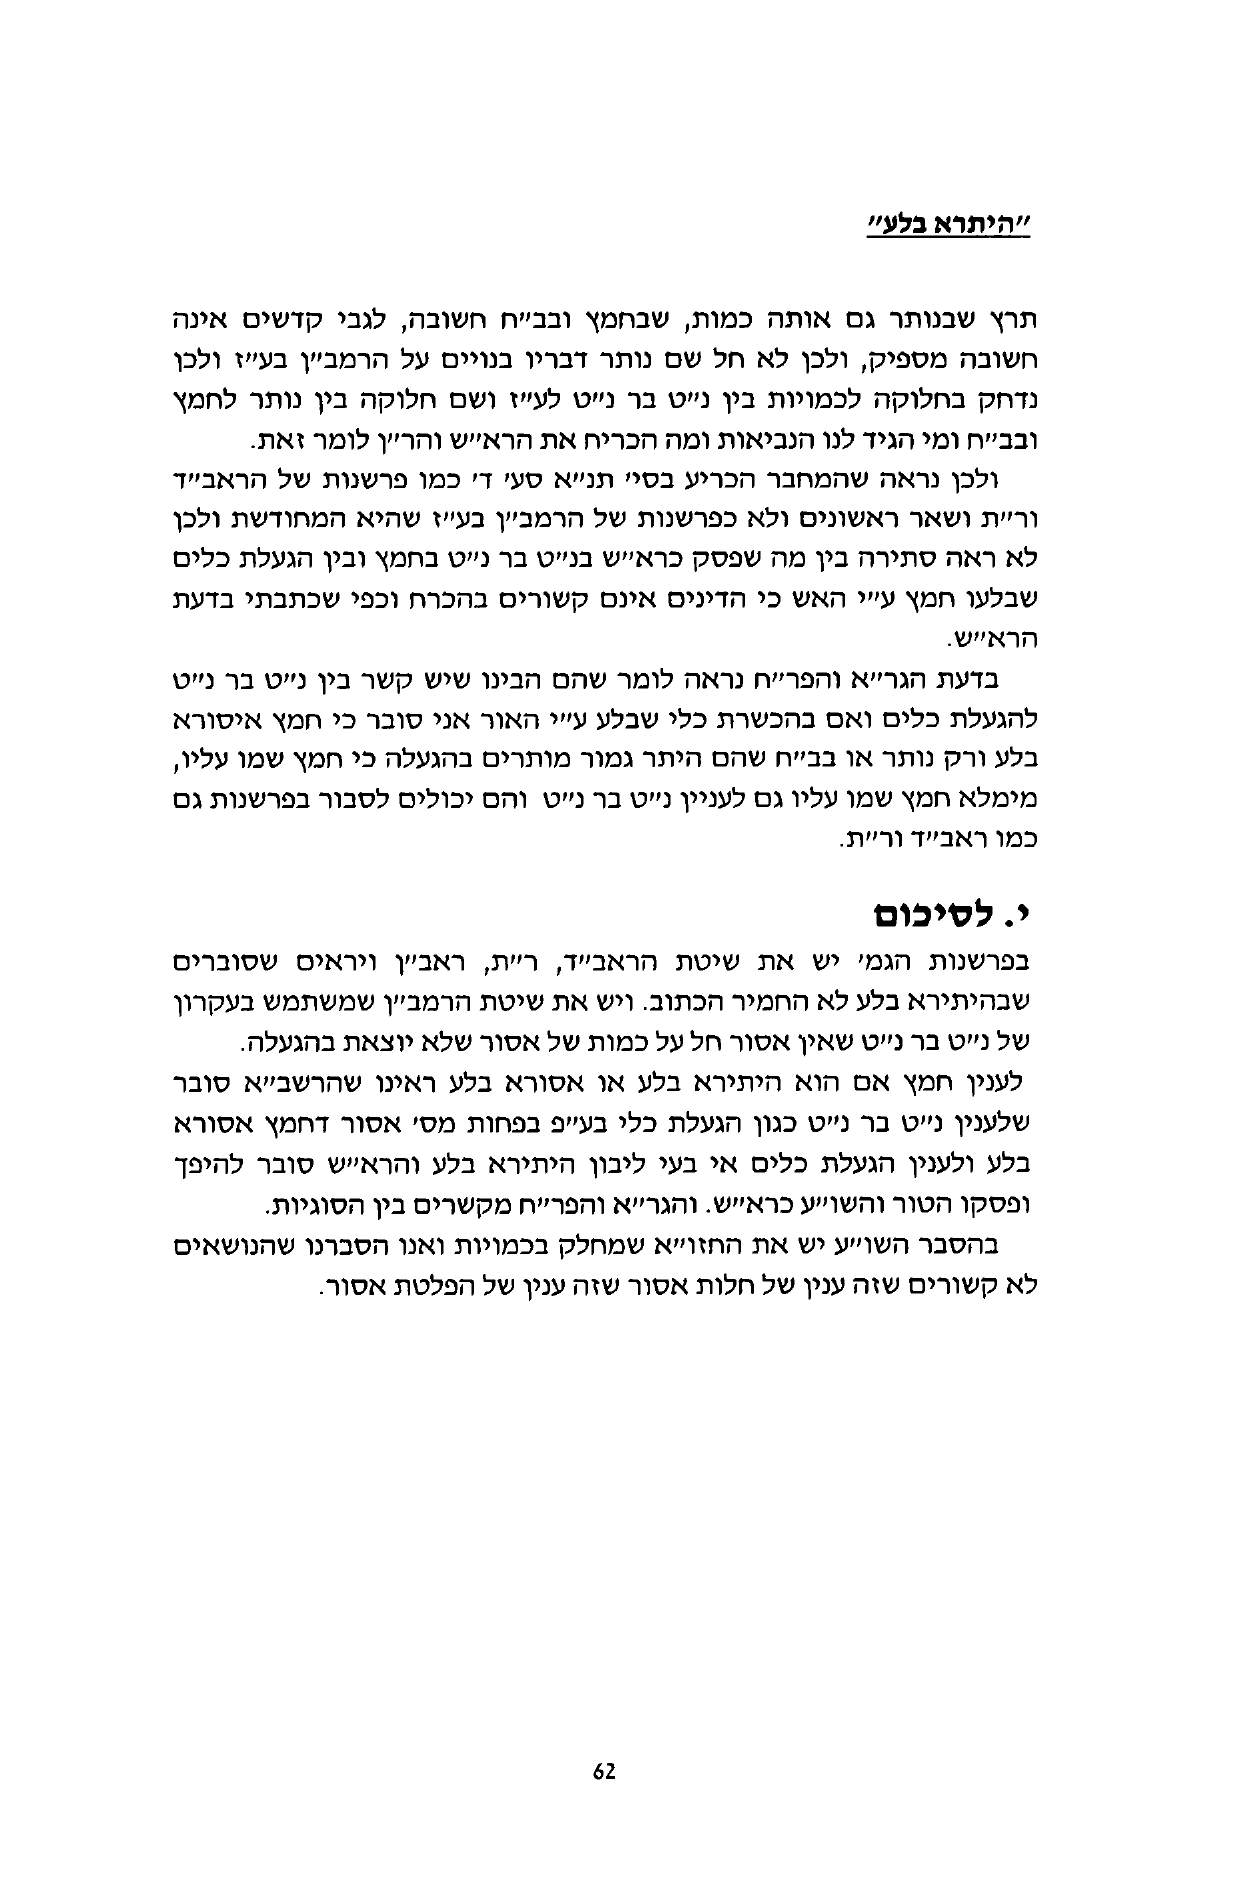 "היתרא בלע"
תרץ שבנותר גם אותה כמות, שבחמץ ובב"ח חשובה, לגבי קדשים אינה
חשובה מספיק, ולכן לא חל שם נותר ודבריו בנויים על הרמב"ן בע"ז ולכן
נדחק בחלוקה לכמויות בין נ"ט בר נ"ט לע"ז ושם חלוקה בין נותר לחמץ
ובב"ח ומי הגיד לנו הנביאות ומה הכריח את הרא"ש והר"ן לומר זאת.
ולכן נראה שהמחבר הכריע בסי' תנ"א סע' ד' כמו פרשנות של הראב"ד
ור"ת ושאר ראשונים ולא כפרשנות של הרמב"ן בע"ז שהיא המחודשת ולכן
לא ראה סתירה בין מה שפסק כרא"ש בנ"ט בר נ"ט בחמץ ובין הגעלת כלים
שבלעו חמץ ע"י האש כי הדינים אינם קשורים בהכרח וכפי שכתבתי בדעת
הרא"ש.
בדעת הגר"א והפר"ח נראה לומר שהם הבינו שיש קשר בין נ"ט בר נ"ט
להגעלת כלים ואם בהכשרת כלי שבלע ע"י האור אני סובר כי חמץ איסורא
בלע ורק נותר או בב"ח שהם היתר גמור מותרים בהגעלה כי חמץ שמו עליו,
מימלא חמץ שמו עליו גם לעניין נ"ט בר נ"ט והם יכולים לסבור בפרשנות גם
כמו ראב"ד ור"ת.
י. לסיכום
בפרשנות הגמ' יש את שיטת הראב"ד, ר"ת, ראב"ן ויראים שסוברים
שבהיתירא בלע לא החמיר הכתוב. ויש את שיטת הרמב"ן שמשתמש בעקרון
של נ"ט בר נ"ט שאין אסור חל על כמות של אסור שלא יוצאת בהגעלה.
לענין חמץ אם הוא היתירא בלע או אסורא בלע ראינו שהרשב"א סובר
שלענין נ"ט בר נ"ט כגון הגעלת כלי בע"פ בפחות מס' אסור דחמץ אסורא
בלע ולענין הגעלת כלים אי בעי ליבון היתירא בלע והרא"ש סובר להיפך
ופסקו הטור והשו"ע כרא"ש. והגר"א והפר"ח מקשרים בין הסוגיות.
בהסבר השו"ע יש את החזו"א שמחלק בכמויות ואנו הסברנו שהנושאים
לא קשורים שזה ענין של חלות אסור שזה ענין של הפלטת אסור.
62